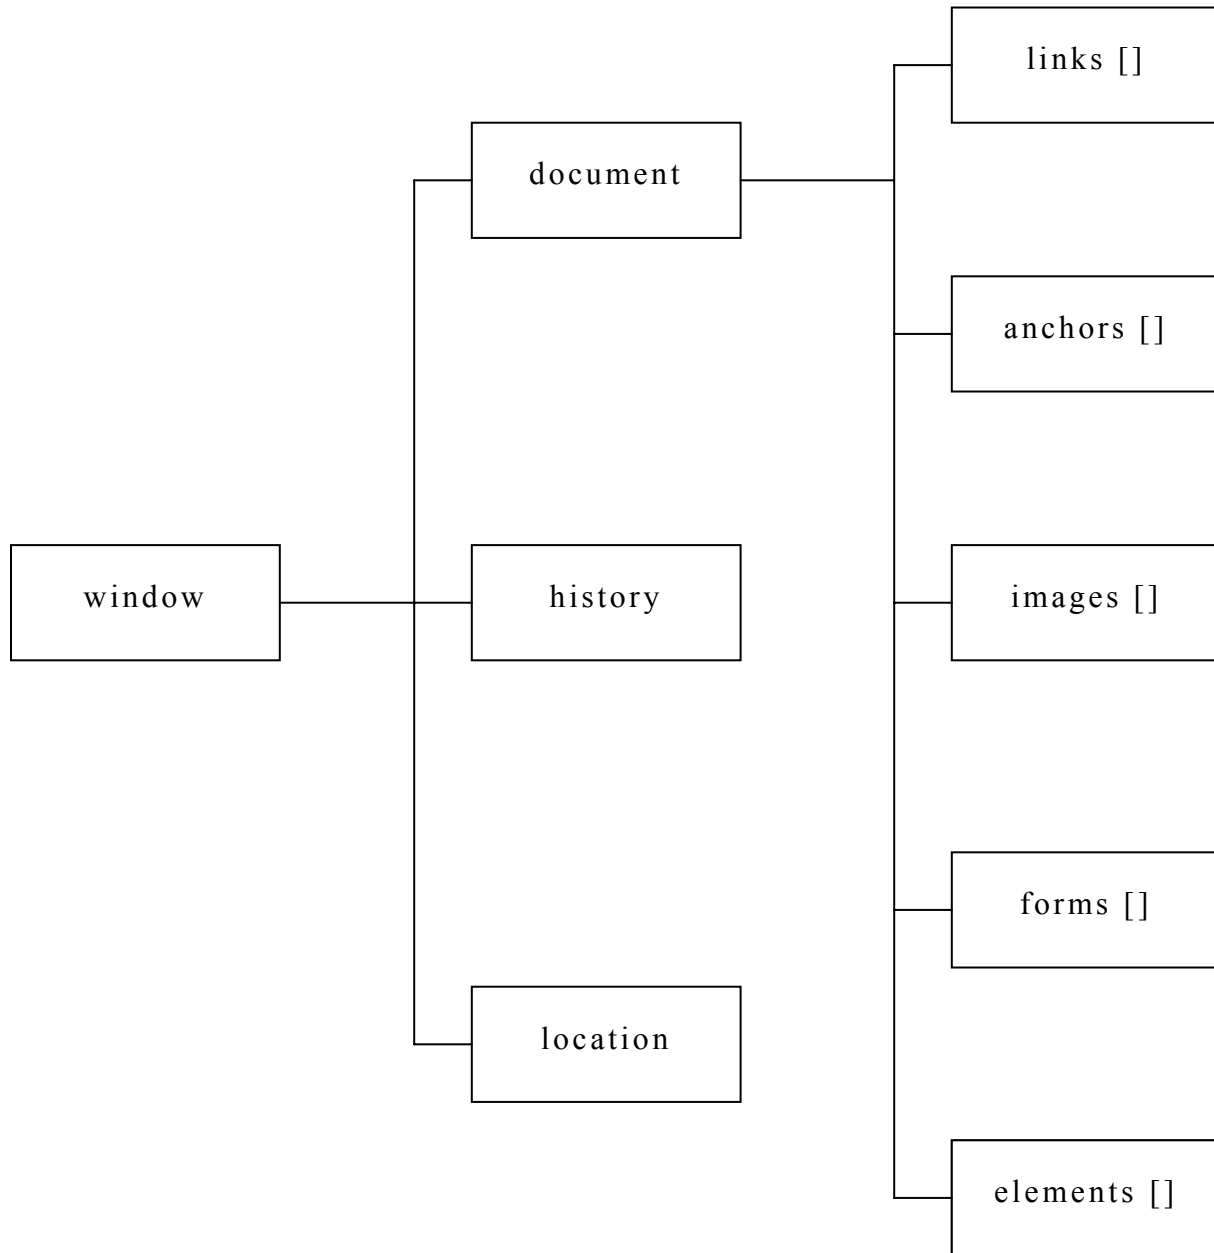 links []
document
anchors []
window
history
images []
forms []
location
elements []